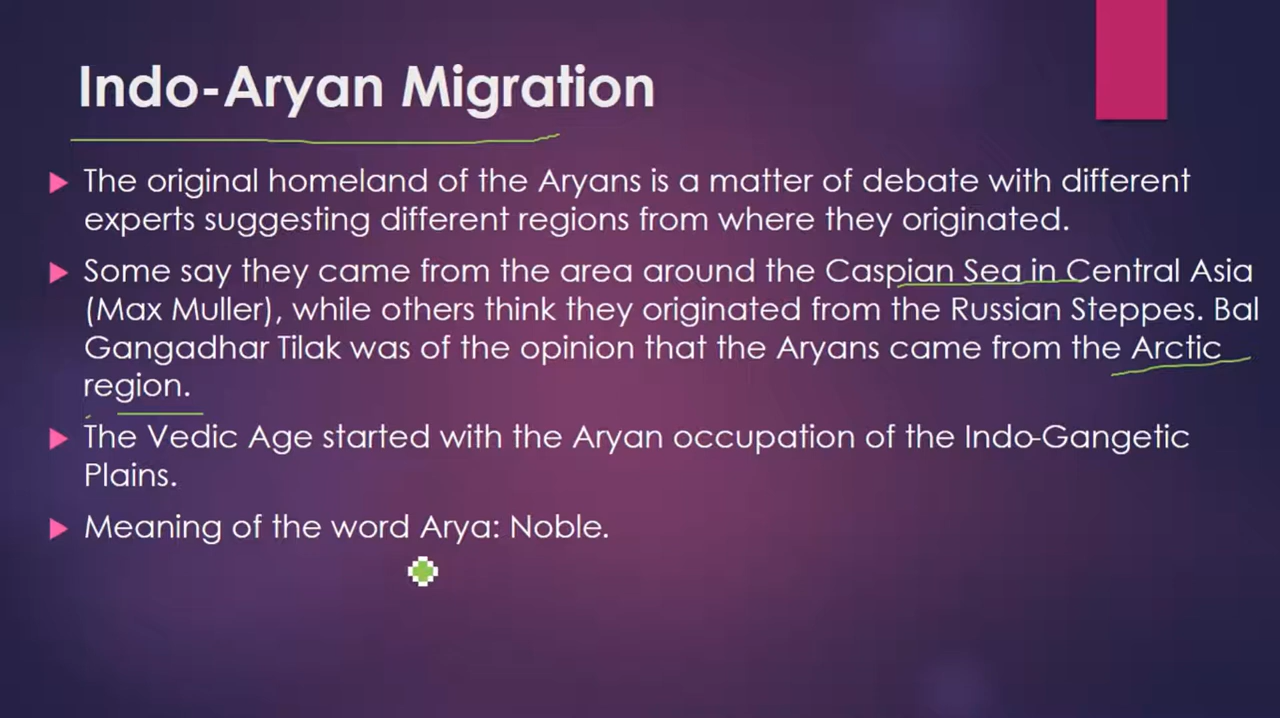 Indo-Aryan Migration
The original homeland of the Aryans is a matter of debate with different
experts suggesting different regions from where they originated.
Some say they came from the area around the Caspian Sea in Central Asia
(Max Muller), while others think they originated from the Russian Steppes. Bal
Gangadhar Tilak was of the opinion that the Aryans came from the Arctic
region.
The Vedic Age started with the Aryan occupation of the Indo-Gangetic
Plains.
Meaning of the word Arya: Noble.